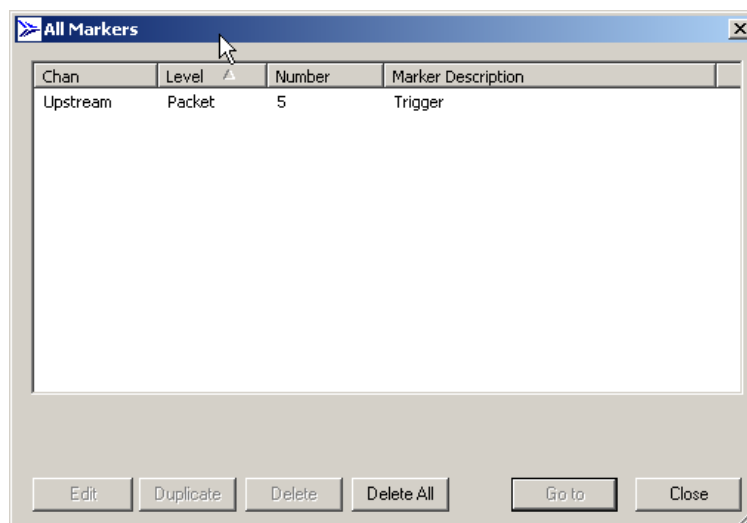 All Markers
Chan Level Number Marker Description
Upstream Packet 5 Trigger
Edit Duplicate Delete Delete All Go to Close